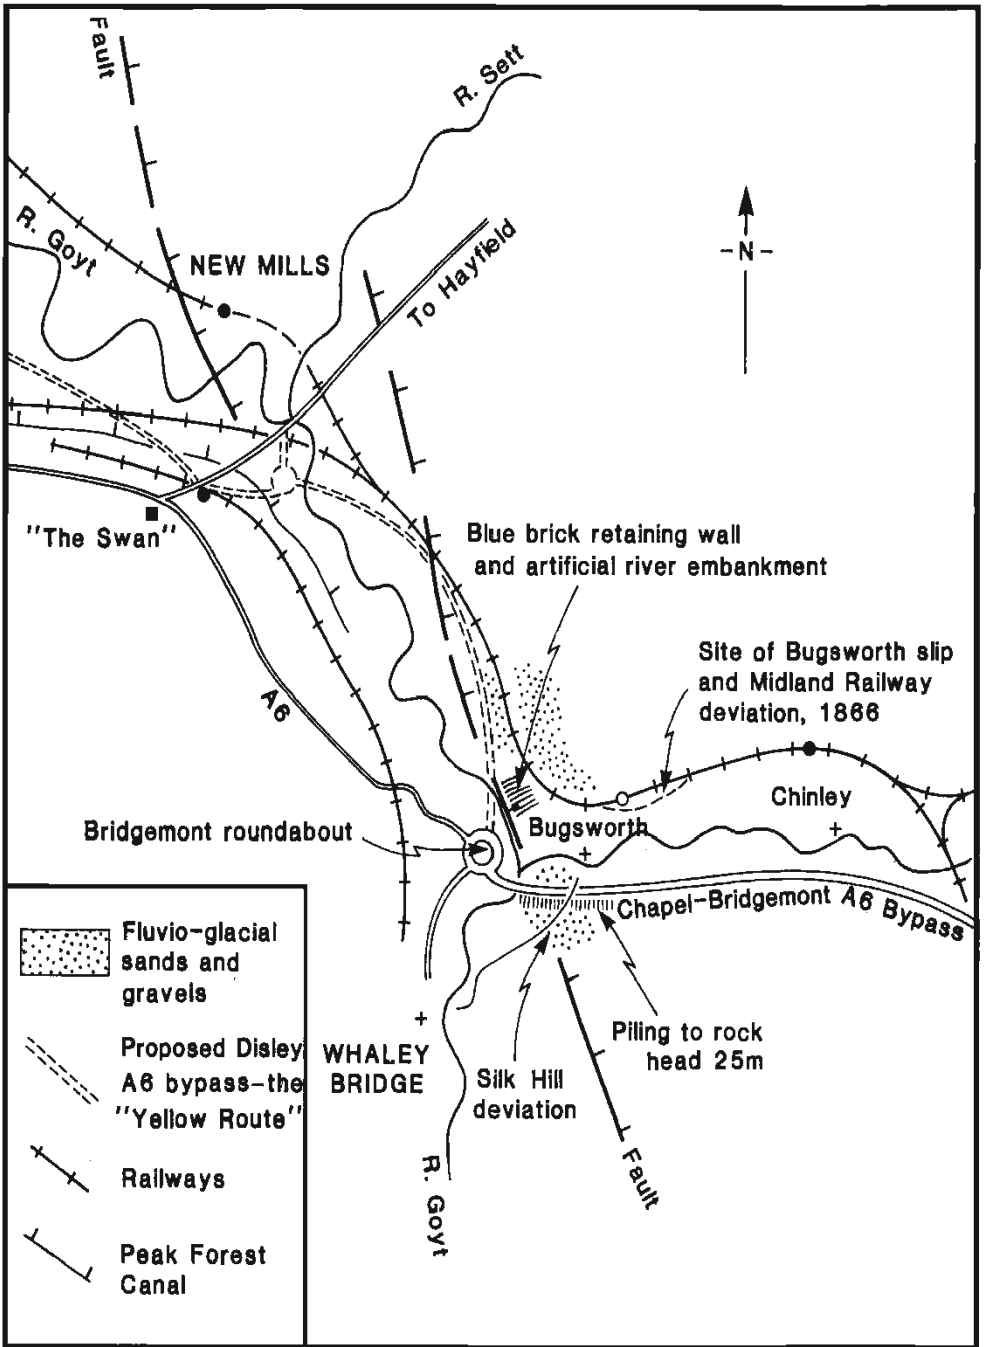 Fault
R. Sett
R. Goyt
NEW MILLS
To Hayfield
-N-
"The Swan"
Blue brick retaining wall
and artificial river embankment
A6
Site of Bugsworth slip
and Midland Railway
deviation, 1866
Chinley
Bridgemont roundabout
Bugsworth
Chapel-Bridgemont A6 Bypass
Fluvio-glacial
sands and
gravels
Proposed Disley
A6 bypass-the
"Yellow Route"
Railways
Peak Forest
Canal
WHALEY
BRIDGE
Silk Hill
deviation
Piling to rock
head 25m
Fault
R. Goyt